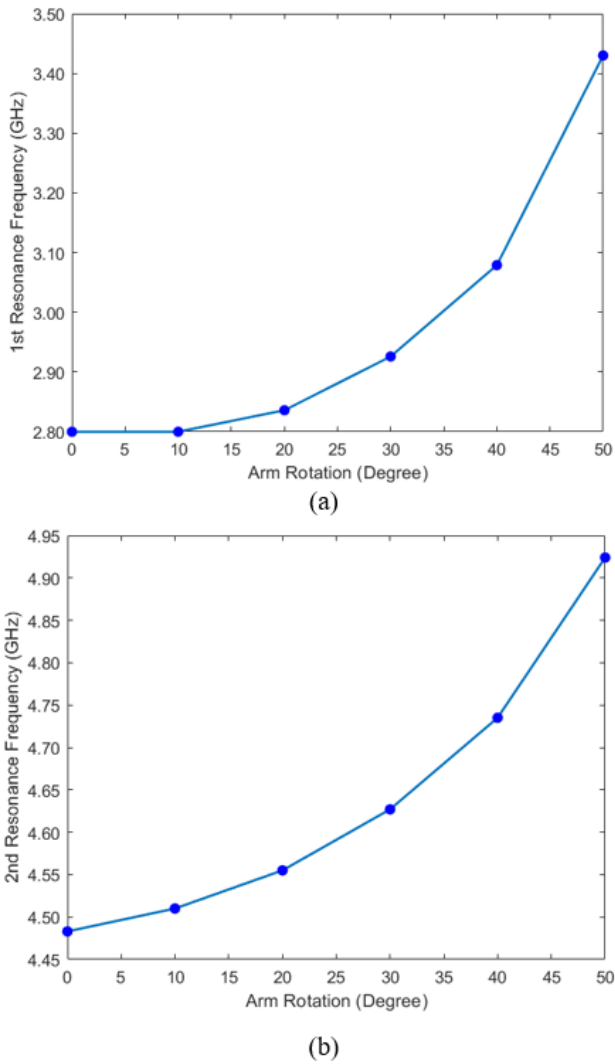 3.50
3.40
3.30
3.20
3.10
3.00
2.90
2.80
1st Resonance Frequency (GHz)
0 5 10 15 20 25 30 35 40 45 50
Arm Rotation (Degree)
(a)
4.95
4.90
4.85
4.80
4.75
4.70
4.65
4.60
4.55
4.50
4.45
2nd Resonance Frequency (GHz)
0 5 10 15 20 25 30 35 40 45 50
Arm Rotation (Degree)
(b)